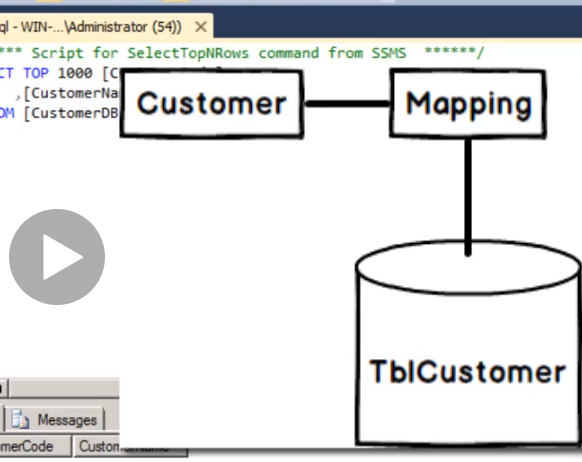 ql - WIN-...\Administrator (54))
*** Script for SelectTopNRows command from SSMS ******/
CT TOP 1000 [C
,[CustomerNa
OM [CustomerDB
Customer
Mapping
TblCustomer
Messages
merCode